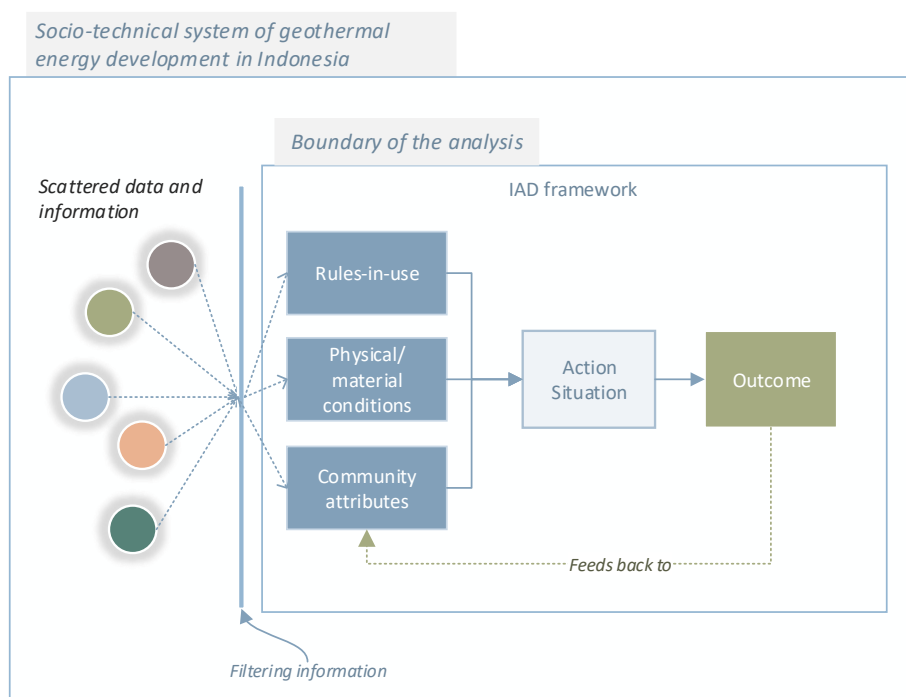 Socio-technical system of geothermal
energy development in Indonesia
Boundary of the analysis
Scattered data and
information
IAD framework
Rules-in-use
Physical/
material
conditions
Community
attributes
Action
Situation
Outcome
Feeds back to
Filtering information